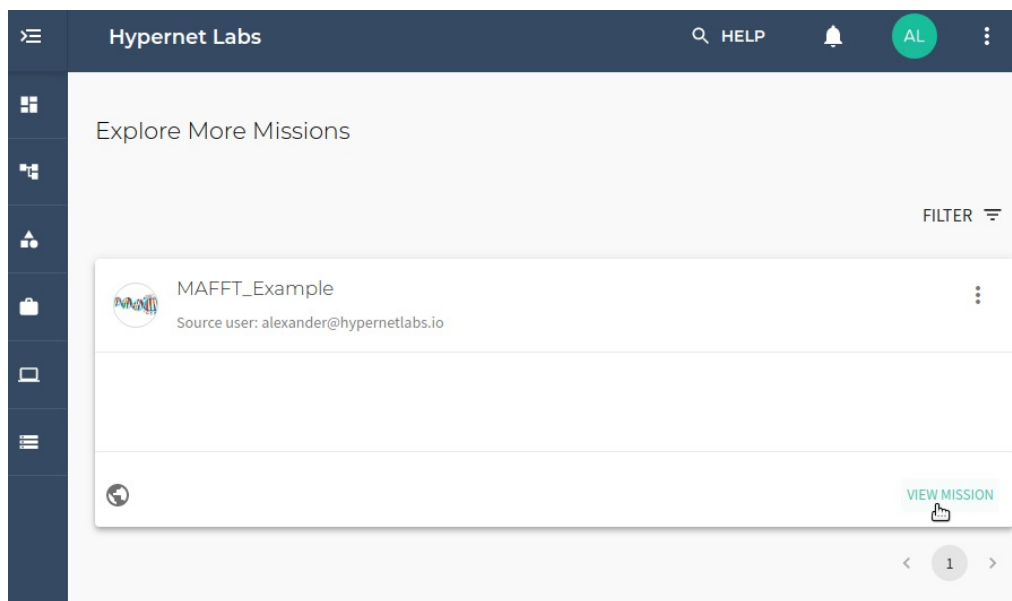 Hypernet Labs
HELP
AL
Explore More Missions
FILTER
MAFFT_Example
Source user: alexander@hypernetlabs.io
VIEW MISSION
1